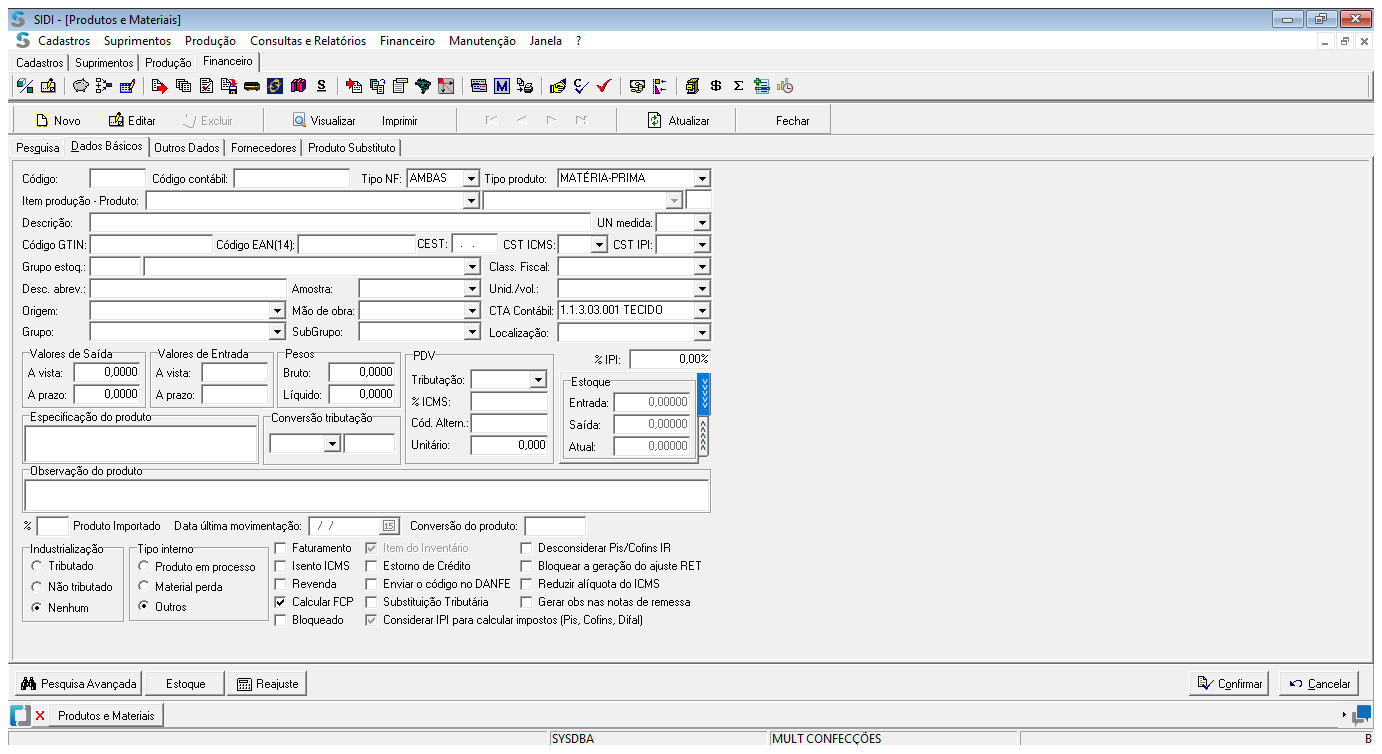 SIDI - [Produtos e Materiais]
Cadastros Suprimentos Produção Consultas e Relatórios Financeiro Manutenção Janela ?
Cadastros Suprimentos Produção Financeiro
Novo Editar Excluir Visualizar Imprimir Atualizar Fechar
Pesquisa Dados Básicos Outros Dados Fornecedores Produto Substituto
Código: Código contábil: Tipo NF: AMBAS Tipo produto: MATÉRIA-PRIMA
Item produção - Produto:
Descrição: UN medida:
Código GTIN: Código EAN(14): CEST: . . CST ICMS: CST IPI:
Grupo estoq.: Class. Fiscal:
Desc. abrev.: Amostra: Unid./vol.:
Origem: Mão de obra: CTA Contábil: 1.1.3.03.001 TECIDO
Grupo: SubGrupo: Localização:
Valores de Saída Valores de Entrada Pesos PDV % IPI: 0,00%
A vista: 0,0000 A vista: Bruto: 0,0000 Tributação: Estoque
A prazo: 0,0000 A prazo: Líquido: 0,0000 % ICMS: Entrada: 0,00000
Especificação do produto Conversão tributação Cód. Altern.: Saída: 0,00000
Unitário: 0,000 Atual: 0,00000
Observação do produto
% Produto Importado Data última movimentação: / / 15 Conversão do produto:
Industrialização Tipo interno Faturamento Item do Inventário Desconsiderar Pis/Cofins IR
Tributado Produto em processo Isento ICMS Estorno de Crédito Bloquear a geração do ajuste RET
Não tributado Material perda Revenda Enviar o código no DANFE Reduzir alíquota do ICMS
Nenhum Outros Calcular FCP Substituição Tributária Gerar obs nas notas de remessa
Bloqueado Considerar IPI para calcular impostos (Pis, Cofins, Difal)
Pesquisa Avançada Estoque Reajuste Confirmar Cancelar
Produtos e Materiais
SYSDBA MULT CONFECÇÕES B